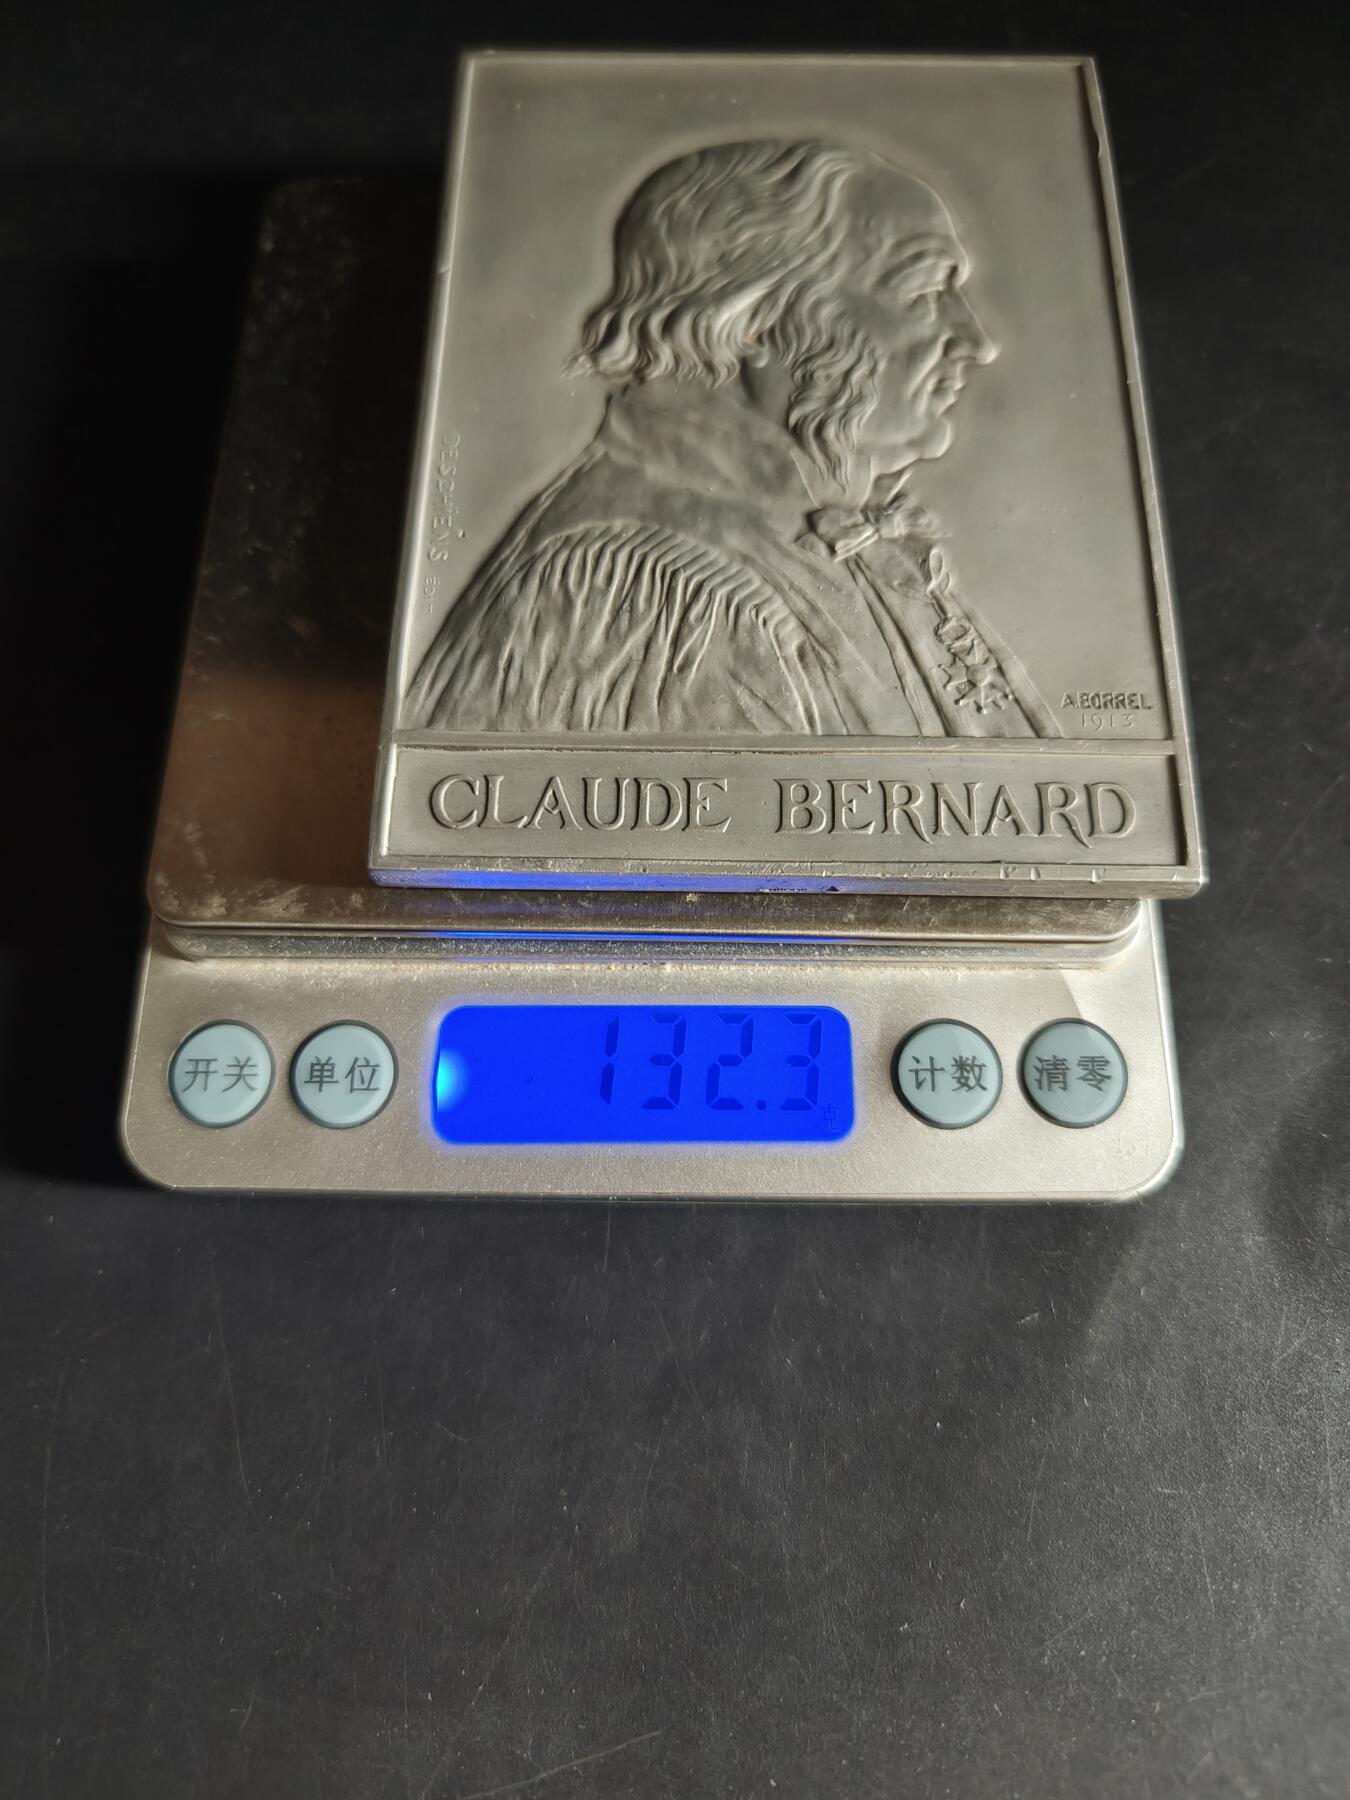 DESCHIENS EDIT
A.BORREL
1913
CLAUDE BERNARD
开关
单位
132.3
克
计数
清零